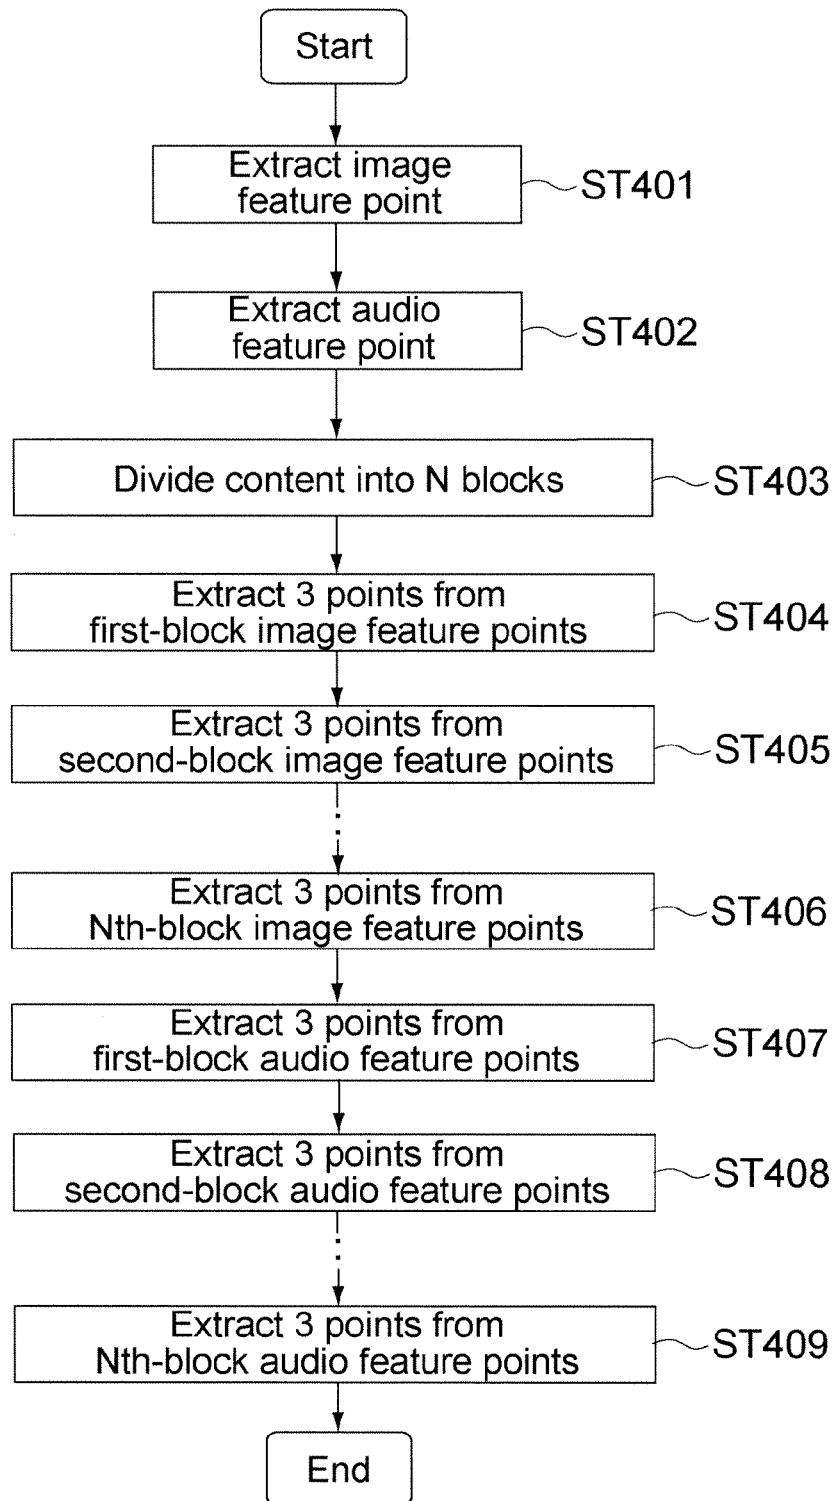 Start
Extract image
feature point
ST401
Extract audio
feature point
ST402
Divide content into N blocks
ST403
Extract 3 points from
first-block image feature points
ST404
Extract 3 points from
second-block image feature points
ST405
Extract 3 points from
Nth-block image feature points
ST406
Extract 3 points from
first-block audio feature points
ST407
Extract 3 points from
second-block audio feature points
ST408
Extract 3 points from
Nth-block audio feature points
ST409
End